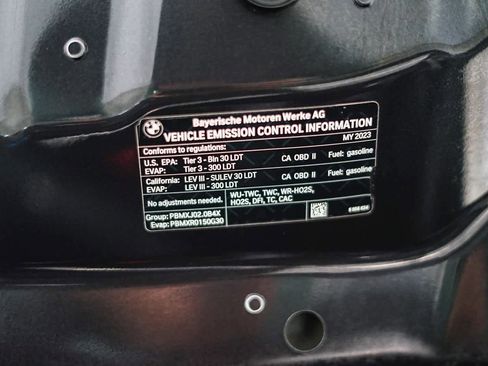 Bayerische Motoren Werke AG
VEHICLE EMISSION CONTROL INFORMATION
Conforms to regulations: MY 2023
U.S. EPA: Tier 3 - Bin 30 LDT CA OBD II Fuel: gasoline
EVAP: Tier 3 - 300 LDT
California: LEV III - SULEV 30 LDT CA OBD II Fuel: gasoline
EVAP: LEV III - 300 LDT
No adjustments needed. WU-TWC, TWC, WR-HO2S,
HO2S, DFI, TC, CAC
Group: PBMXJ02.0B4X
Evap: PBMXR0150G30